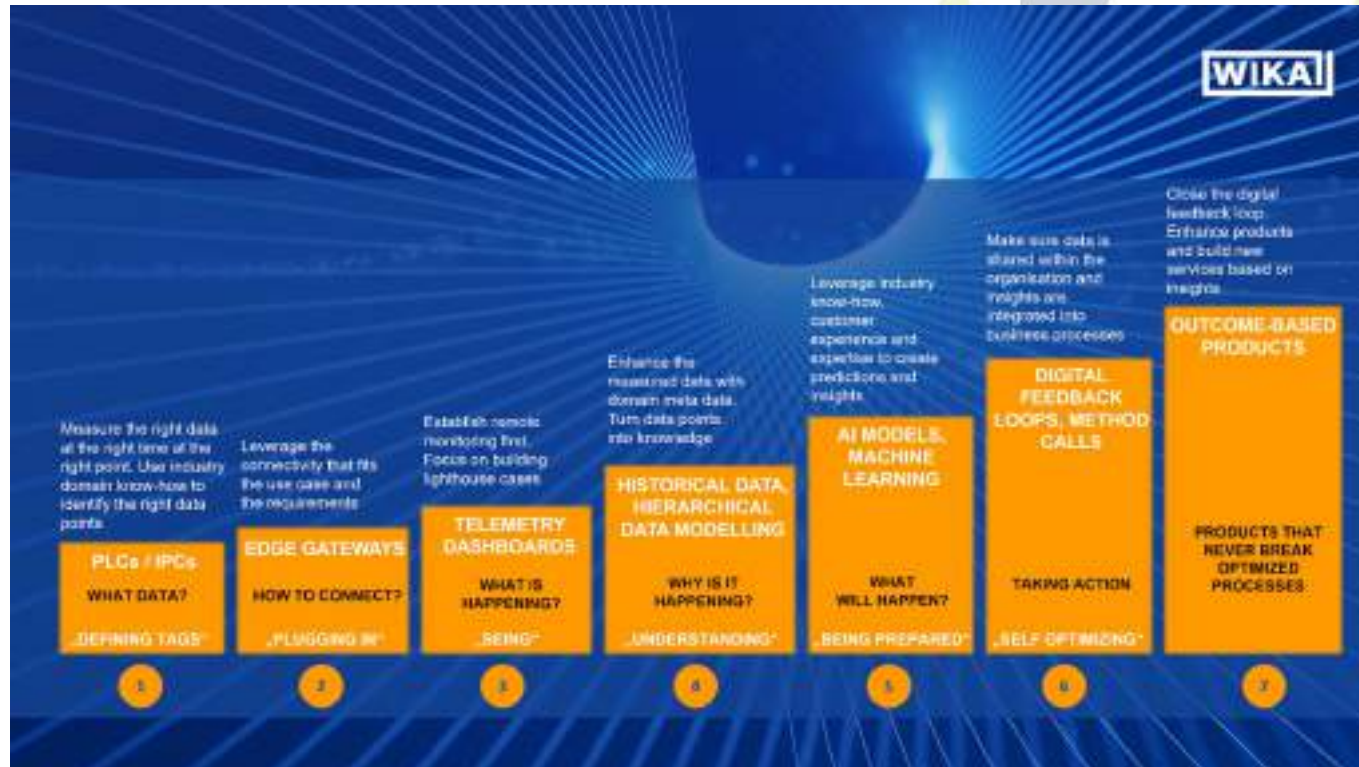 WIKA
Measure the right data
at the right time at the
right point. Use industry
domain know-how to
identify the right data
points
PLCs / IPCs
WHAT DATA?
„DEFINING TAGS“
1
Leverage the
connectivity that fits
the use case and
the requirements
EDGE GATEWAYS
HOW TO CONNECT?
„PLUGGING IN“
2
Establish remote
monitoring first.
Focus on building
lighthouse cases
TELEMETRY
DASHBOARDS
WHAT IS
HAPPENING?
3
Enhance the
measured data with
domain meta data.
Turn data points
into knowledge
HISTORICAL DATA,
HIERARCHICAL
DATA MODELLING
WHY IS IT
HAPPENING?
„UNDERSTANDING“
Leverage industry
know-how,
customer
experience and
expertise to create
predictions and
insights
AI MODELS,
MACHINE
LEARNING
WHAT
WILL HAPPEN?
„BEING PREPARED“
5
Make sure data is
shared within the
organisation and
insights are
integrated into
business processes
DIGITAL
FEEDBACK
LOOPS, METHOD
CALLS
TAKING ACTION
„SELF OPTIMIZING“
6
Close the digital
feedback loop.
Enhance products
and build new
services based on
insights
OUTCOME-BASED
PRODUCTS
PRODUCTS THAT
NEVER BREAK
OPTIMIZED
PROCESSES
7